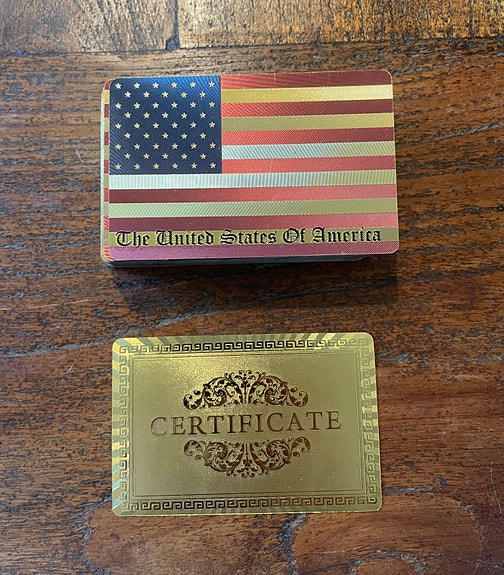 The United States Of America
CERTIFICATE